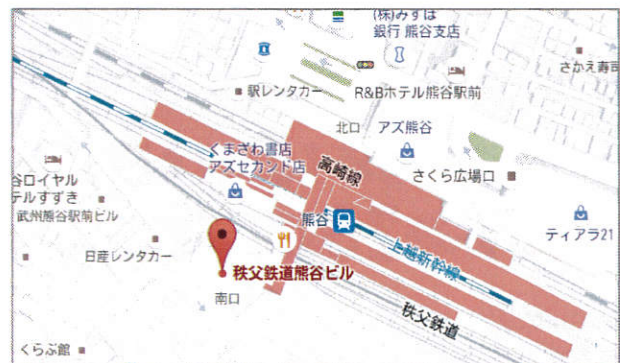 (株)みずほ
銀行 熊谷支店
さかえ寿司
駅レンタカー
R&Bホテル熊谷駅前
北口
アズ熊谷
くまざわ書店
アズセカンド店
高崎線
さくら広場口
谷ロイヤル
テルすずき
武州熊谷駅前ビル
熊谷
ティアラ21
日産レンタカー
上越新幹線
秩父鉄道熊谷ビル
南口
秩父鉄道
くらぶ館